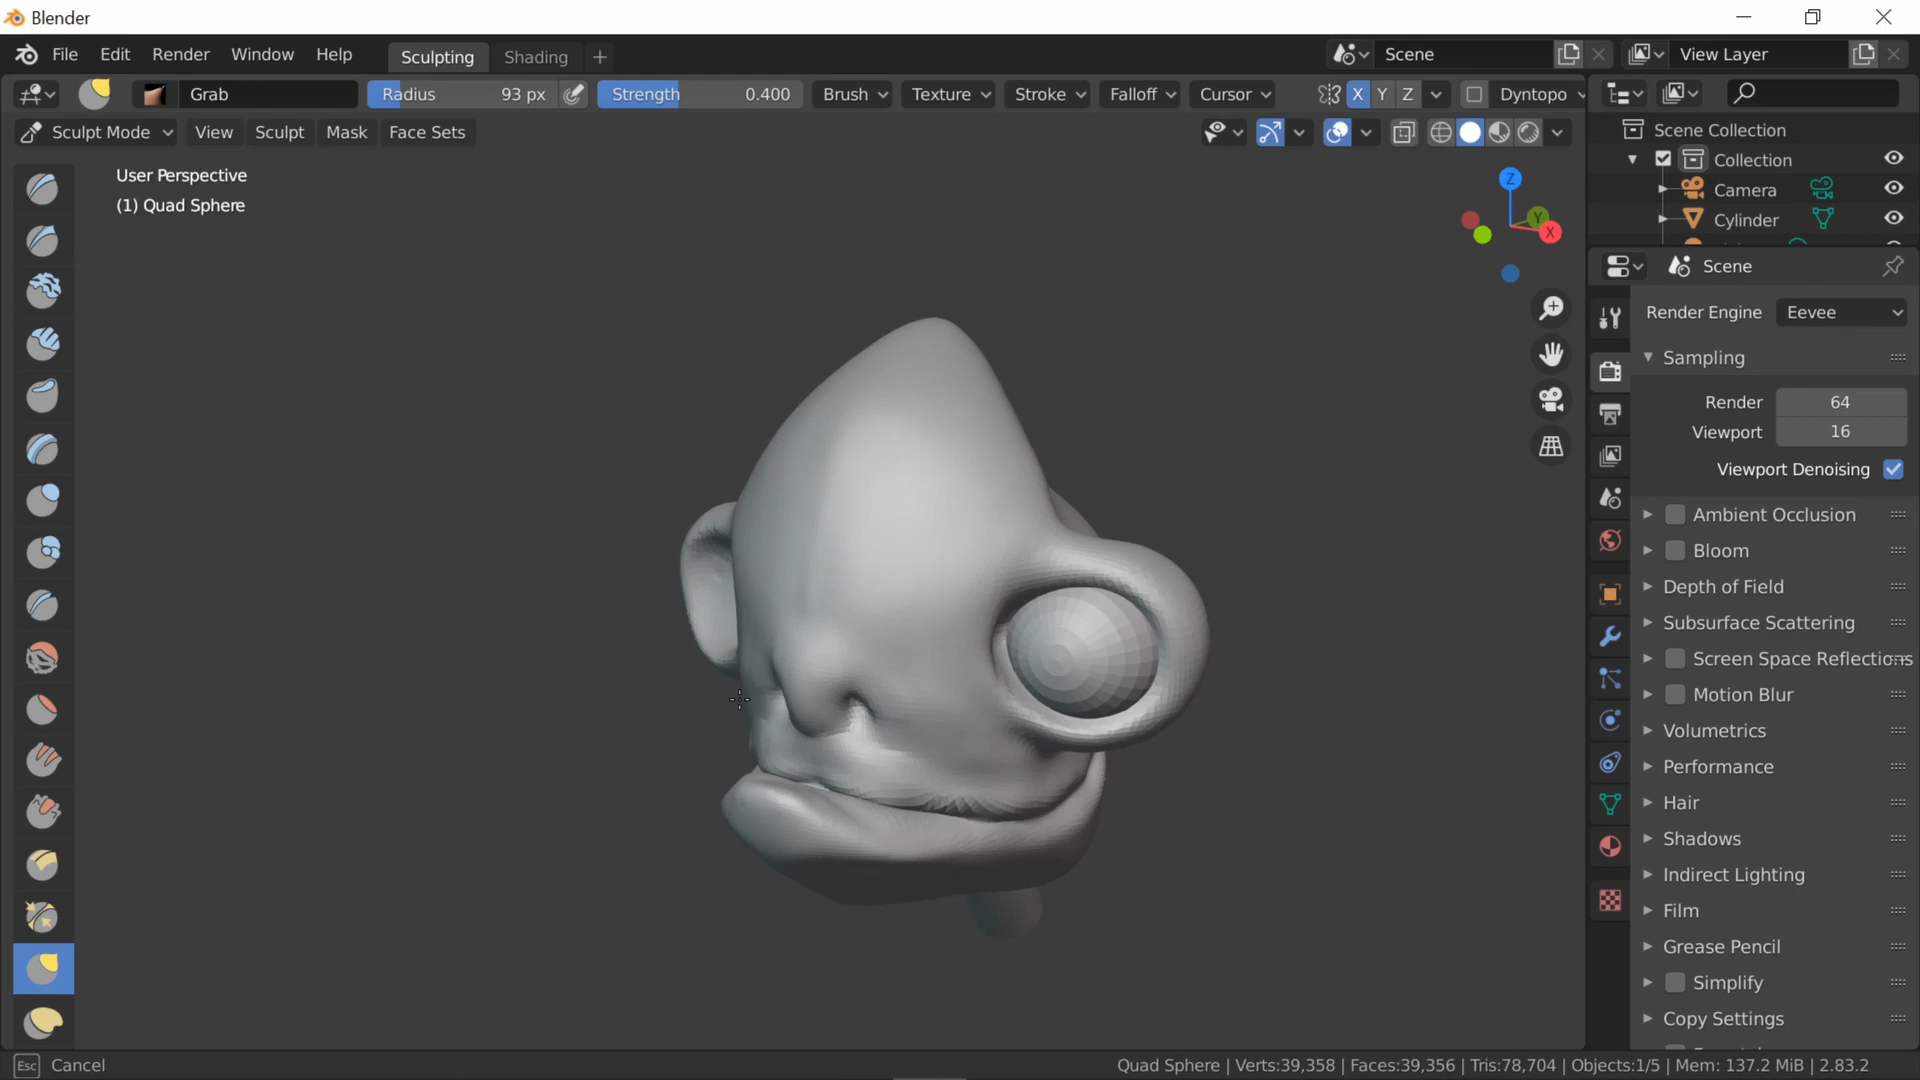 Blender
File Edit Render Window Help Sculpting Shading + Scene View Layer
Grab Radius 93 px Strength 0.400 Brush Texture Stroke Falloff Cursor X Y Z Dyntopo
Sculpt Mode View Sculpt Mask Face Sets
User Perspective
(1) Quad Sphere
Z
Y
X
Scene Collection
Collection
Camera
Cylinder
Scene
Render Engine Eevee
Sampling
Render 64
Viewport 16
Viewport Denoising
Ambient Occlusion
Bloom
Depth of Field
Subsurface Scattering
Screen Space Reflections
Motion Blur
Volumetrics
Performance
Hair
Shadows
Indirect Lighting
Film
Grease Pencil
Simplify
Copy Settings
Esc Cancel
Quad Sphere | Verts:39,358 | Faces:39,356 | Tris:78,704 | Objects:1/5 | Mem: 137.2 MiB | 2.83.2